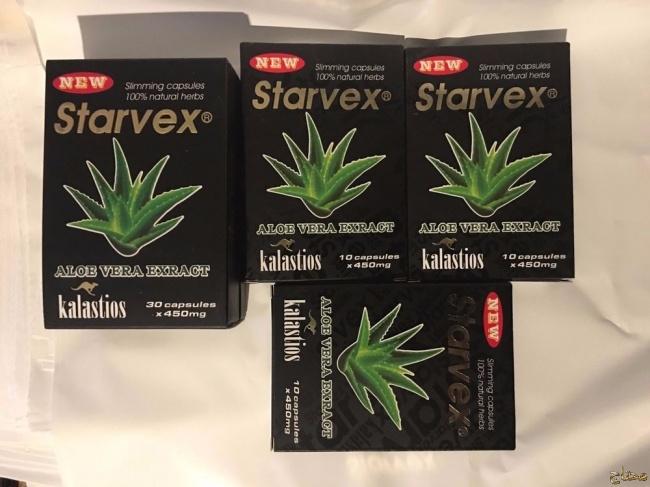 NEW
Slimming capsules
100% natural herbs
Starvex®
ALOE VERA EXRACT
kalastios
30 capsules
x 450mg
NEW
Slimming capsules
100% natural herbs
Starvex®
ALOE VERA EXRACT
kalastios
10 capsules
x 450mg
NEW
Slimming capsules
100% natural herbs
Starvex®
ALOE VERA EXRACT
kalastios
10 capsules
x 450mg
NEW
Slimming capsules
100% natural herbs
Starvex®
ALOE VERA EXTRACT
kalastios
10 capsules
x 450mg